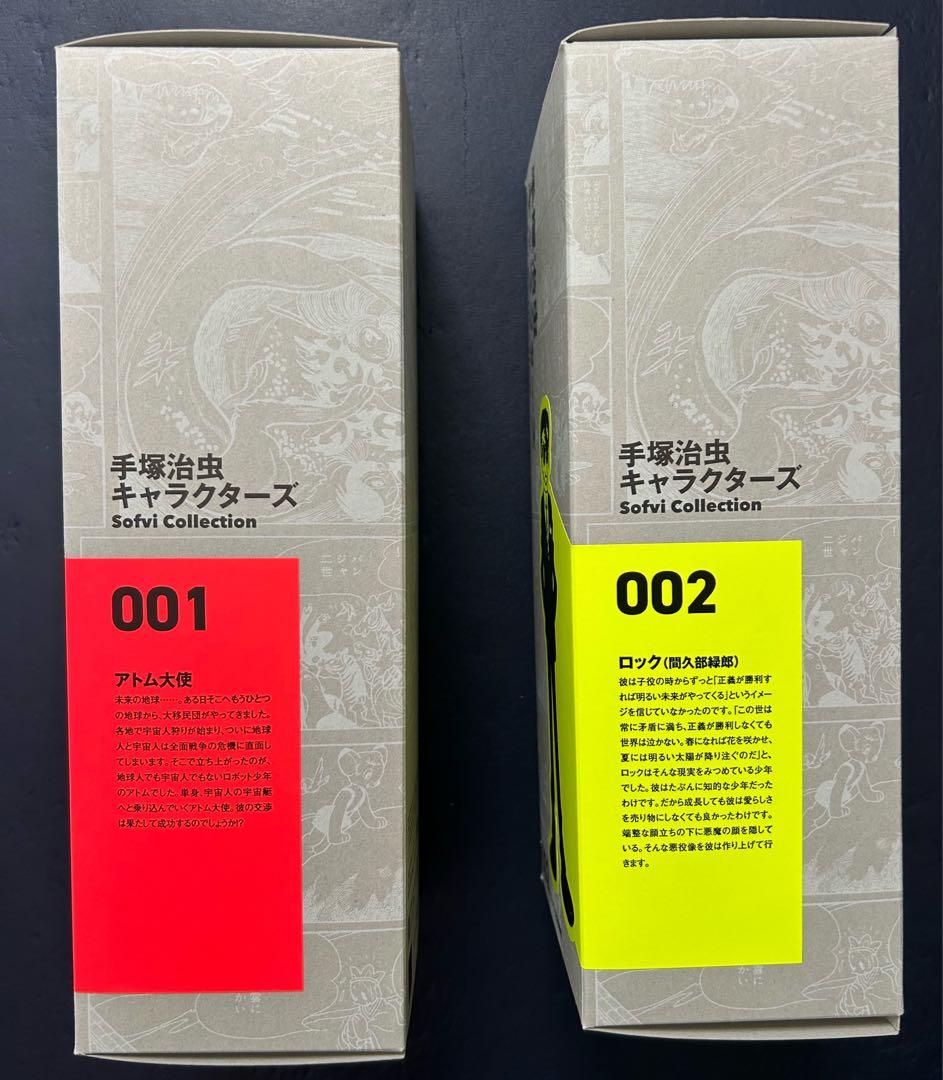 手塚治虫
キャラクターズ
Sofvi Collection
001
アトム大使
未来の地球……。ある日そこへもうひとつ
の地球から、大移民団がやってきました。
各地で宇宙人狩りが始まり、ついに地球
人と宇宙人は全面戦争の危機に直面し
てしまいます。そこで立ち上がったのが、
地球人でも宇宙人でもないロボット少年
のアトムでした。単身、宇宙人の宇宙艇
へと乗り込んでいくアトム大使。彼の交渉
は果たして成功するのでしょうか!?
二ジバ
世ャン
手塚治虫
キャラクターズ
Sofvi Collection
002
ロック(間久部緑郎)
彼は子役の時からずっと「正義が勝利す
れば明るい未来がやってくる」というイメー
ジを信じていなかったのです。「この世は
常に矛盾に満ち、正義が勝利しなくても
世界は泣かない。春になれば花を咲かせ、
夏には明るい太陽が降り注ぐのだ」と、
ロックはそんな現実をみつめている少年
でした。彼はたぶんに知的な少年だった
わけです。だから成長しても彼は愛らしさ
を売り物にしなくても良かったわけです。
端整な顔立ちの下に悪魔の顔を隠して
いる。そんな悪役像を彼は作り上げて行
きます。
二ジバ
世ャン